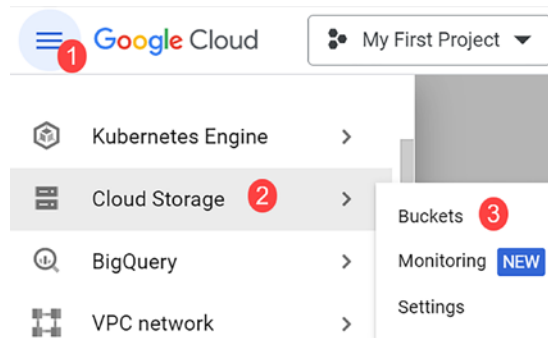 1 Google Cloud My First Project
Kubernetes Engine
Cloud Storage 2
Buckets 3
BigQuery
Monitoring NEW
Settings
VPC network